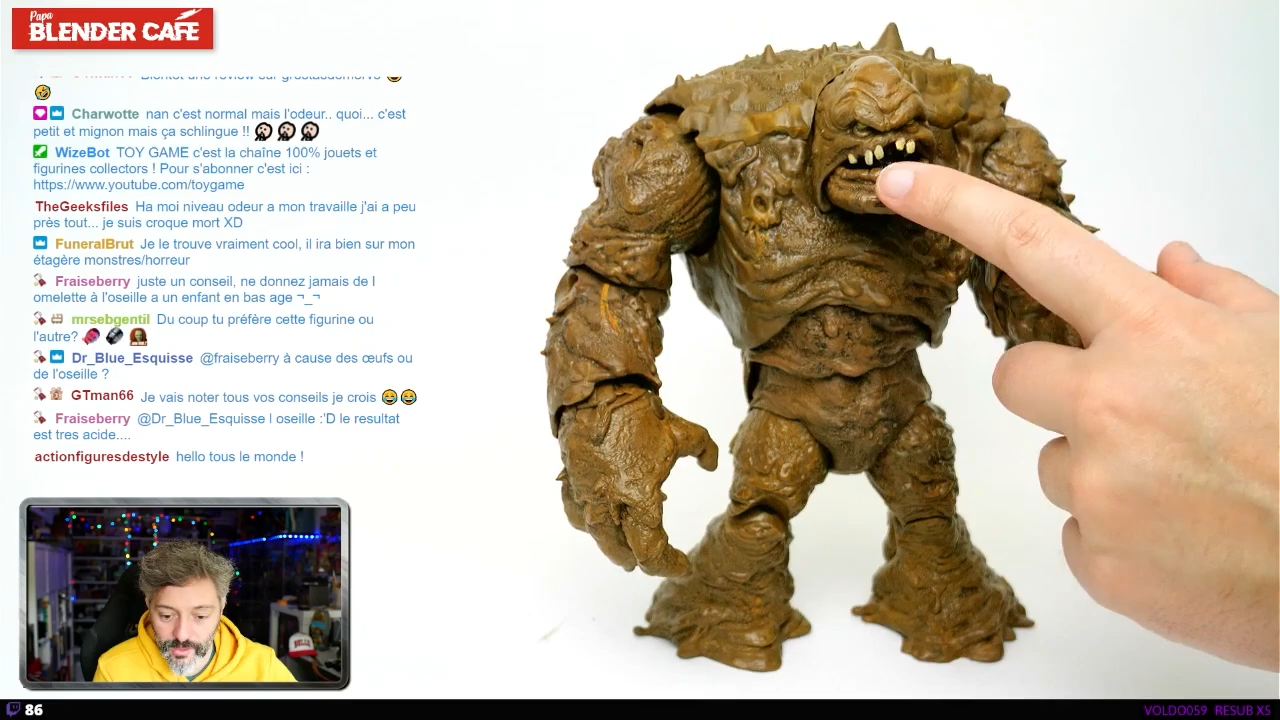 Papa
BLENDER CAFÉ
Charwotte nan c'est normal mais l'odeur.. quoi... c'est
petit et mignon mais ça schlingue !!
WizeBot TOY GAME c'est la chaîne 100% jouets et
figurines collectors ! Pour s'abonner c'est ici :
https://www.youtube.com/toygame
TheGeeksfiles Ha moi niveau odeur a mon travaille j'ai a peu
près tout... je suis croque mort XD
FuneralBrut Je le trouve vraiment cool, il ira bien sur mon
étagère monstres/horreur
Fraiseberry juste un conseil, ne donnez jamais de l
omelette à l'oseille a un enfant en bas age ¬_¬
mrsebgentil Du coup tu préfère cette figurine ou
l'autre?
Dr_Blue_Esquisse @fraiseberry à cause des œufs ou
de l'oseille ?
GTman66 Je vais noter tous vos conseils je crois
Fraiseberry @Dr_Blue_Esquisse l oseille :'D le resultat
est tres acide....
actionfiguresdestyle hello tous le monde !
86
VOLDO059 RESUB X5